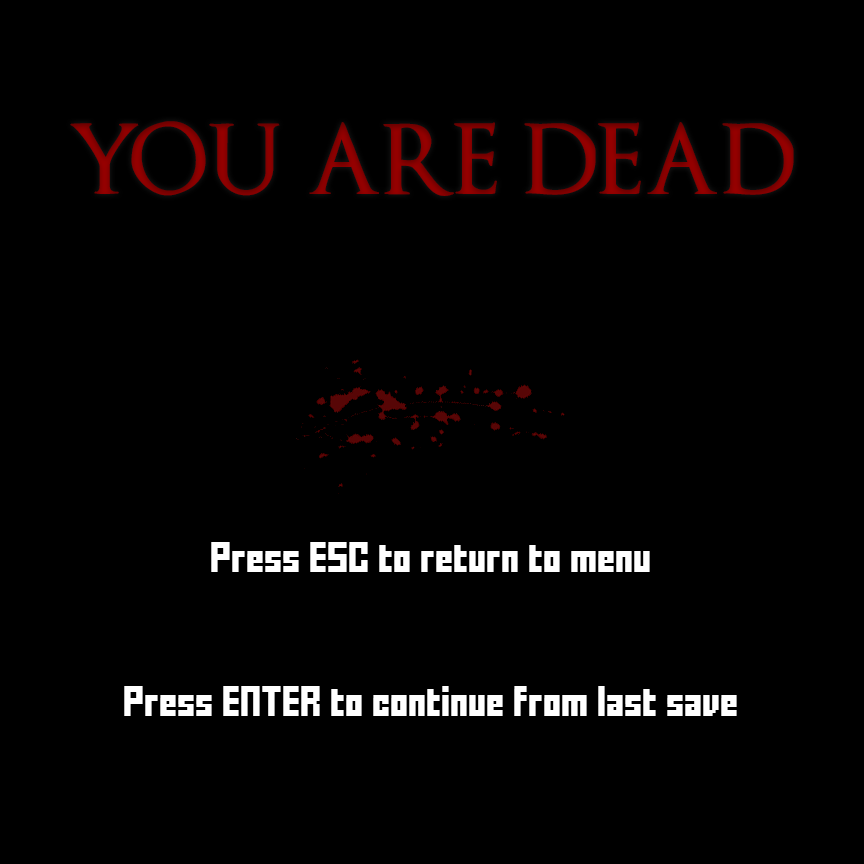 YOU ARE DEAD
Press ESC to return to menu
Press ENTER to continue from last save